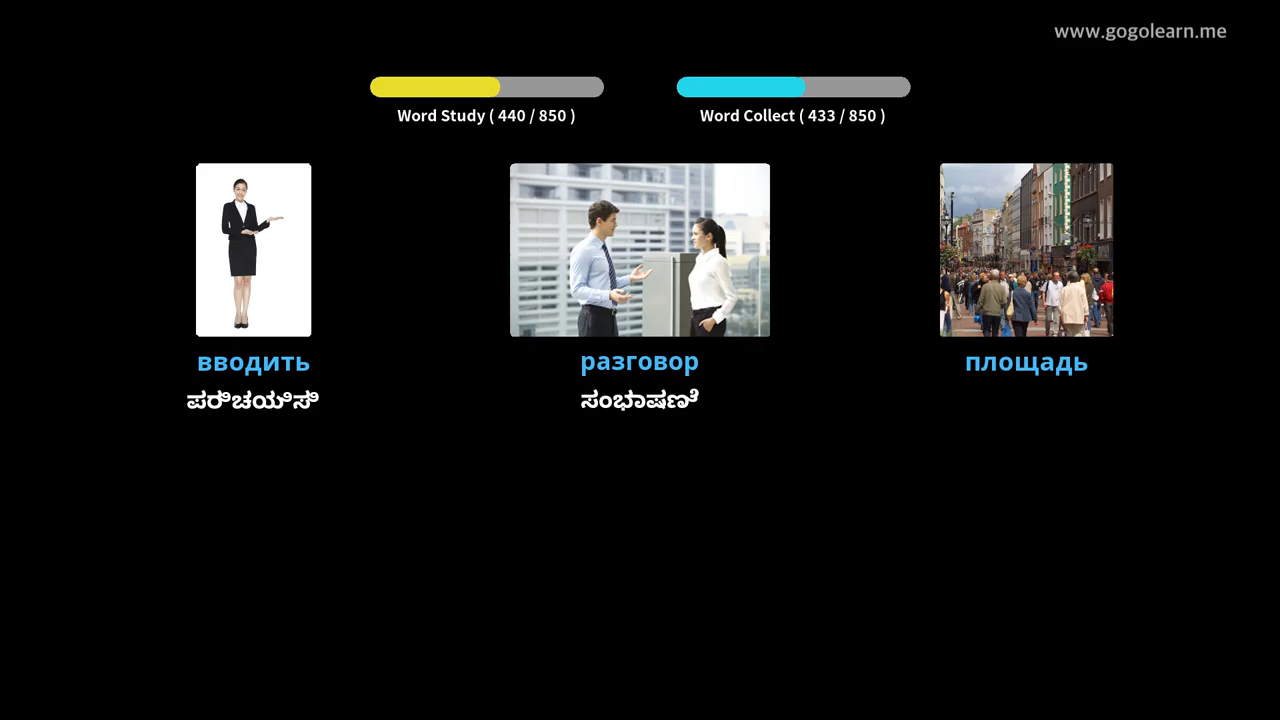 www.gogolearn.me
Word Study ( 440 / 850 )
Word Collect ( 433 / 850 )
вводить
разговор
площадь
ಪರಿಚಯಿಸಿ
ಸಂಭಾಷಣೆ